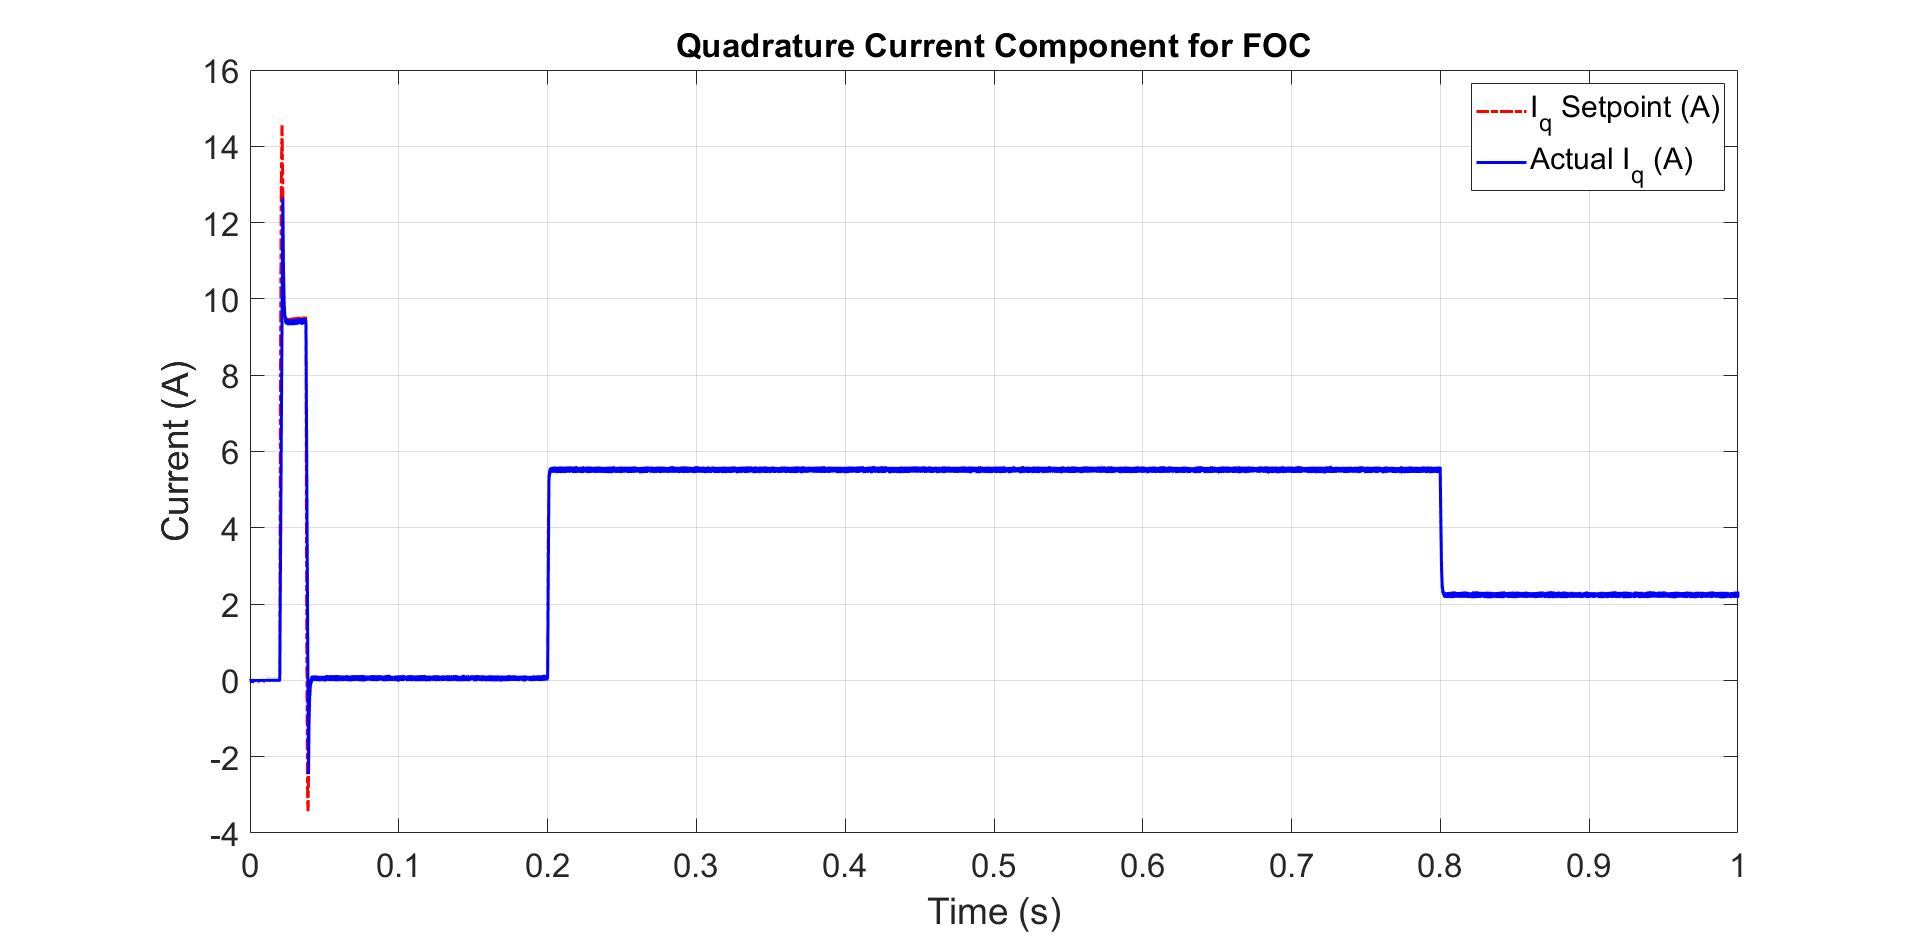 Quadrature Current Component for FOC
16
14
12
10
8
6
4
2
0
-2
-4
Current (A)
I_q Setpoint (A)
Actual I_q (A)
0 0.1 0.2 0.3 0.4 0.5 0.6 0.7 0.8 0.9 1
Time (s)